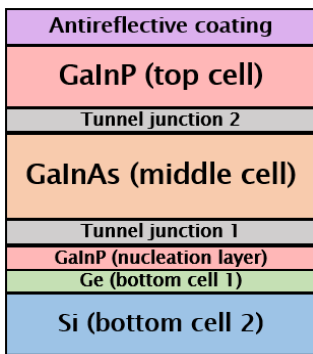 Antireflective coating
GaInP (top cell)
Tunnel junction 2
GaInAs (middle cell)
Tunnel junction 1
GaInP (nucleation layer)
Ge (bottom cell 1)
Si (bottom cell 2)